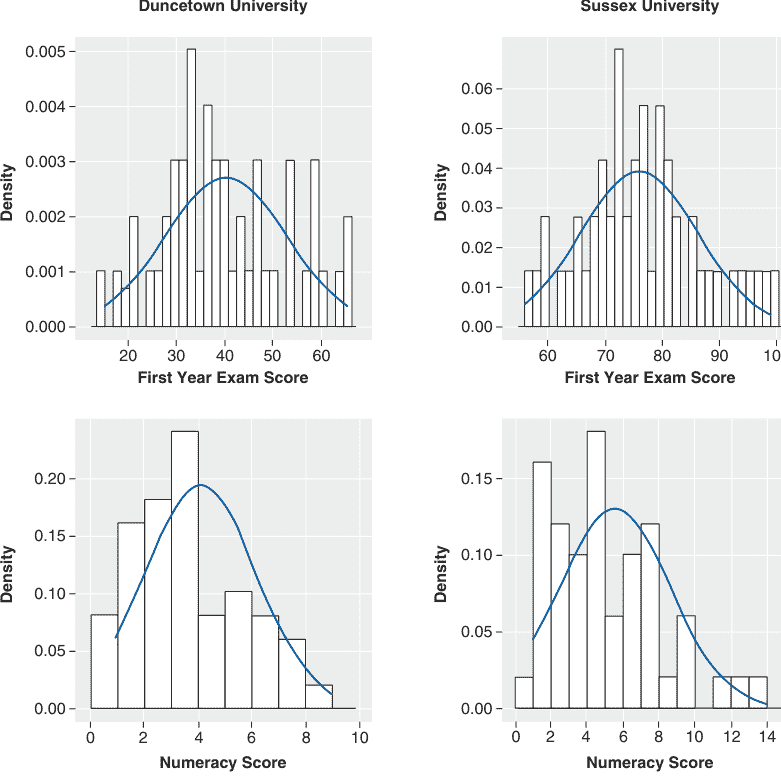 Duncetown University
Sussex University
0.005
0.004
0.003
0.002
0.001
0.000
Density
20 30 40 50 60
First Year Exam Score
0.06
0.05
0.04
0.03
0.02
0.01
0.00
Density
60 70 80 90 10
First Year Exam Score
0.20
0.15
0.10
0.05
0.00
Density
0 2 4 6 8 10
Numeracy Score
0.15
0.10
0.05
0.00
Density
0 2 4 6 8 10 12 14
Numeracy Score